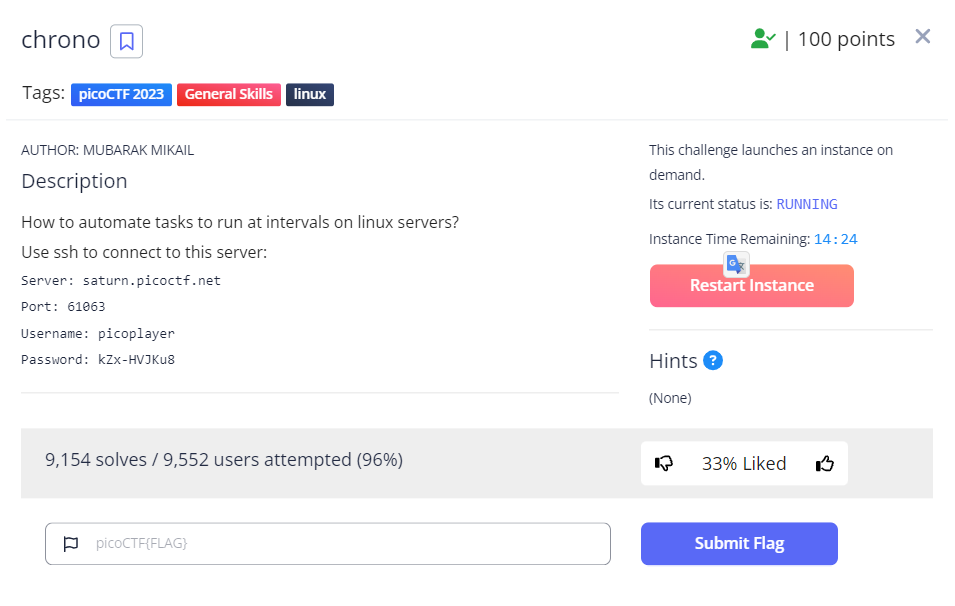 chrono
| 100 points
Tags: picoCTF 2023 General Skills linux
AUTHOR: MUBARAK MIKAIL
Description
How to automate tasks to run at intervals on linux servers?
Use ssh to connect to this server:
Server: saturn.picoctf.net
Port: 61063
Username: picoplayer
Password: kZx-HVJKu8
This challenge launches an instance on
demand.
Its current status is: RUNNING
Instance Time Remaining: 14:24
G
Restart Instance
Hints ?
(None)
9,154 solves / 9,552 users attempted (96%)
33% Liked
picoCTF{FLAG}
Submit Flag